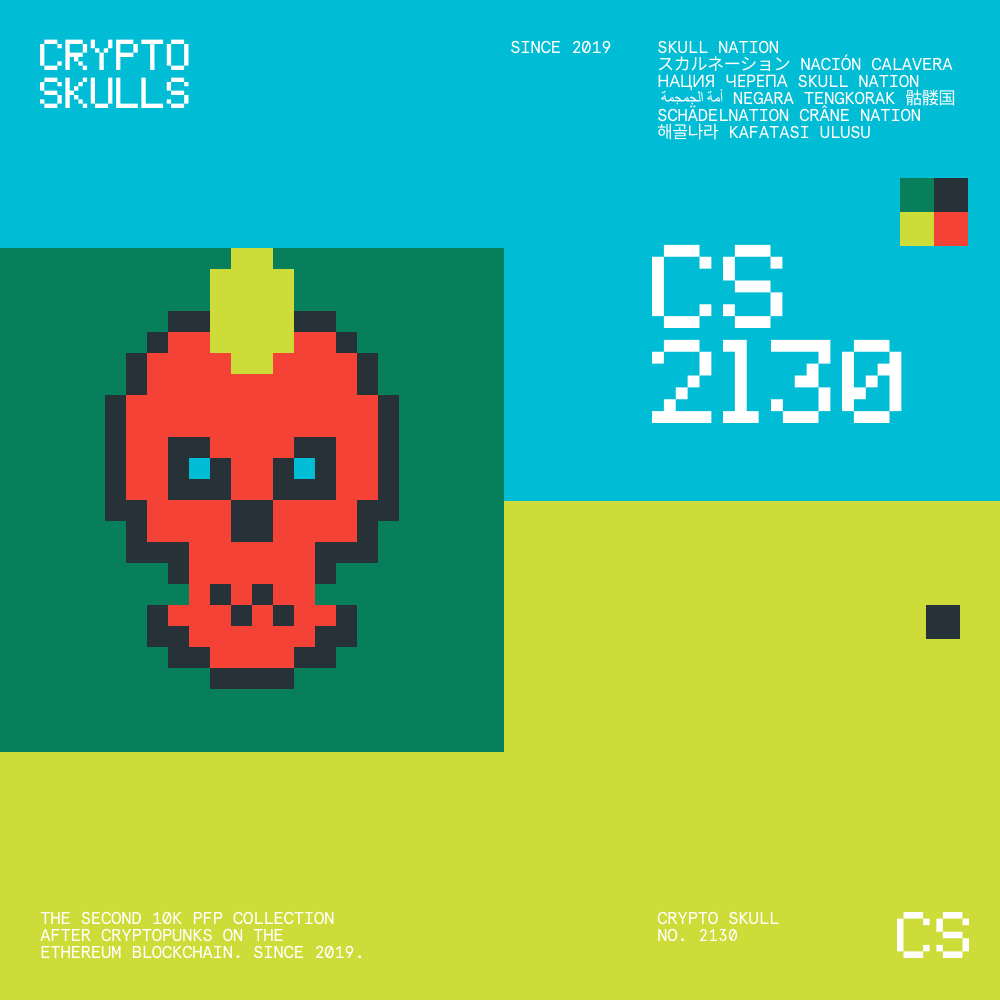 CRYPTO
SKULLS
SINCE 2019
SKULL NATION
スカルネーション NACIÓN CALAVERA
НАЦИЯ ЧЕРЕПА SKULL NATION
أمة الجمجمة NEGARA TENGKORAK 骷髅国
SCHÄDELNATION CRÂNE NATION
해골나라 KAFATASI ULUSU
CS
2130
THE SECOND 10K PFP COLLECTION
AFTER CRYPTOPUNKS ON THE
ETHEREUM BLOCKCHAIN. SINCE 2019.
CRYPTO SKULL
NO. 2130
CS